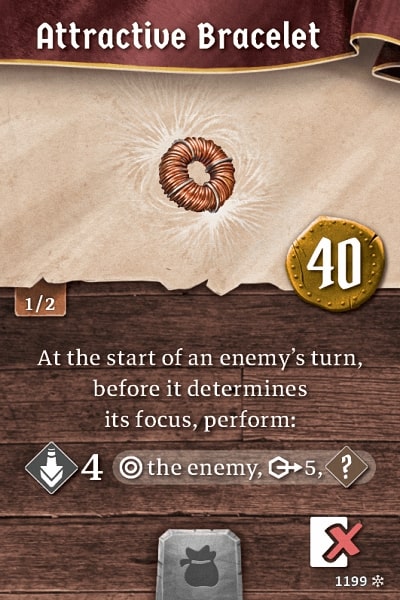 Attractive Bracelet
40
1/2
At the start of an enemy's turn,
before it determines
its focus, perform:
4 the enemy, 5, ?
1199